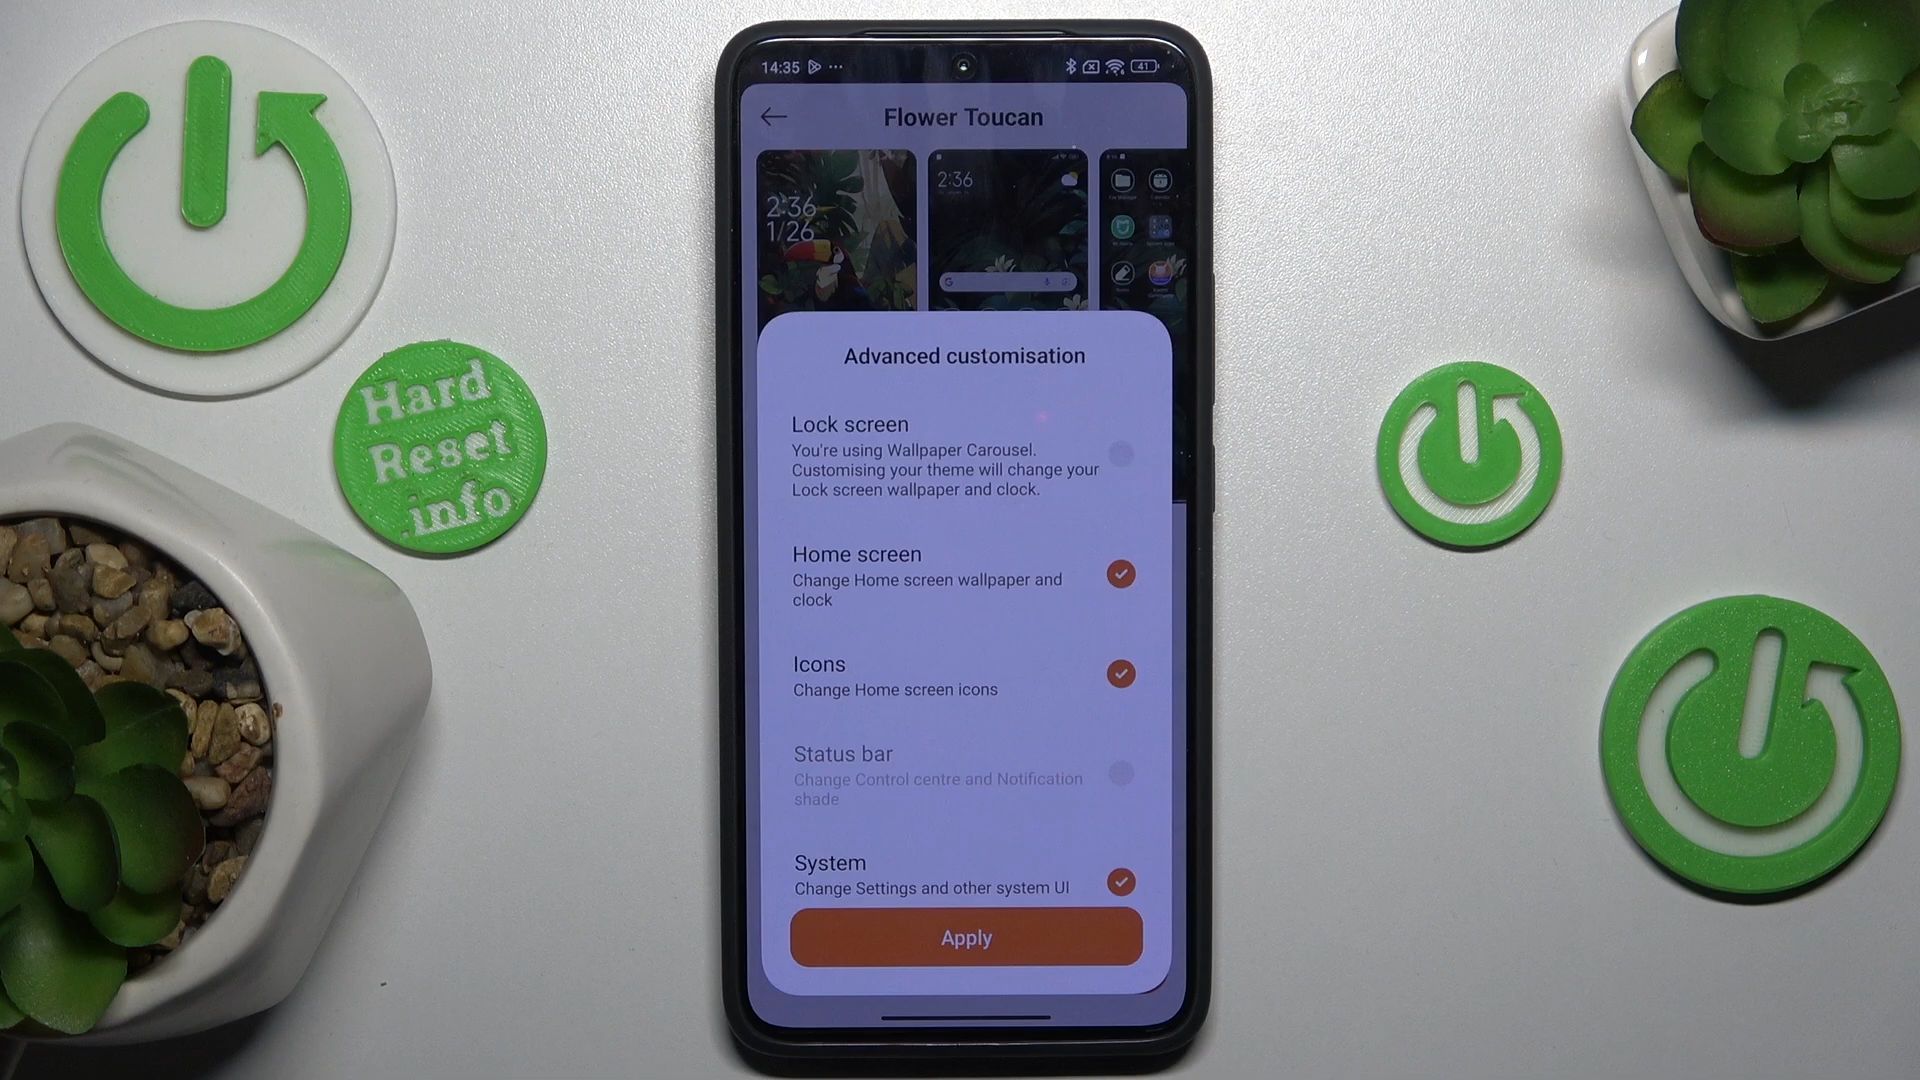 14:35
41
Flower Toucan
2:36
1/26
2:36
Advanced customisation
Lock screen
You're using Wallpaper Carousel.
Customising your theme will change your
Lock screen wallpaper and clock.
Home screen
Change Home screen wallpaper and
clock
Icons
Change Home screen icons
Status bar
Change Control centre and Notification
shade
System
Change Settings and other system UI
Apply
Hard
Reset
.info